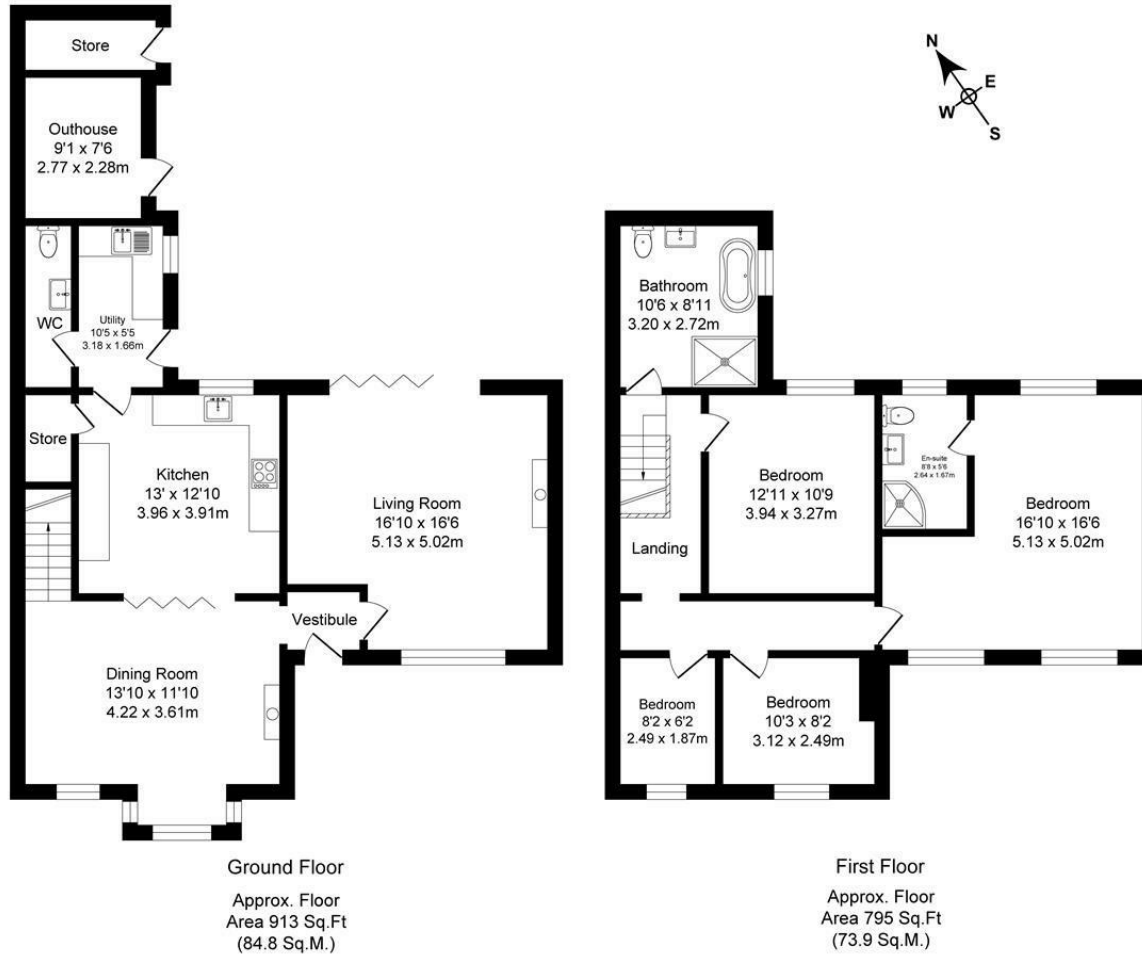 Store
Outhouse
9'1 x 7'6
2.77 x 2.28m
WC
Utility
10'5 x 5'5
3.18 x 1.66m
Store
Kitchen
13' x 12'10
3.96 x 3.91m
Living Room
16'10 x 16'6
5.13 x 5.02m
Vestibule
Dining Room
13'10 x 11'10
4.22 x 3.61m
Ground Floor
Approx. Floor
Area 913 Sq.Ft
(84.8 Sq.M.)
N
E
W
S
Bathroom
10'6 x 8'11
3.20 x 2.72m
Bedroom
12'11 x 10'9
3.94 x 3.27m
En-suite
8'8 x 5'6
2.64 x 1.67m
Bedroom
16'10 x 16'6
5.13 x 5.02m
Landing
Bedroom
8'2 x 6'2
2.49 x 1.87m
Bedroom
10'3 x 8'2
3.12 x 2.49m
First Floor
Approx. Floor
Area 795 Sq.Ft
(73.9 Sq.M.)